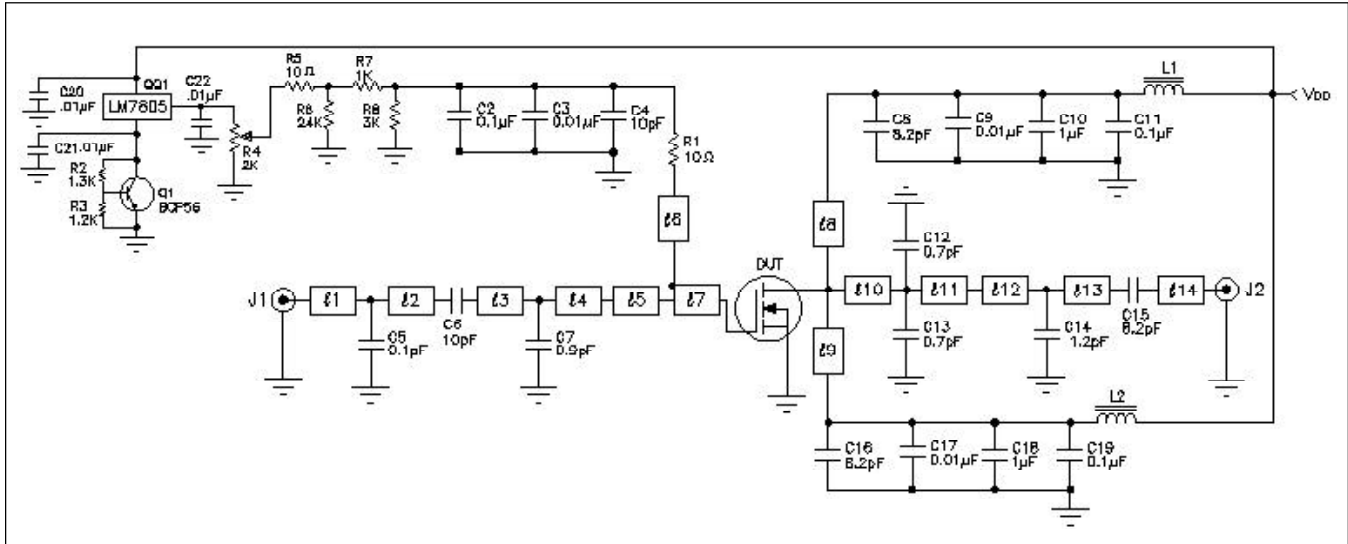 R5
10Ω
R7
1K
L1
C20
.01µF
QQ1
LM7805
C22
.01µF
R6
24K
R8
3K
C2
0.1µF
C3
0.01µF
C4
10pF
C8
8.2pF
C9
0.01µF
C10
1µF
C11
0.1µF
VDD
C21 .01µF
R4
2K
R1
10Ω
R2
1.3K
Q1
BCP56
R3
1.2K
ℓ6
ℓ8
C12
0.7pF
DUT
J1
ℓ1
ℓ2
ℓ3
ℓ4
ℓ5
ℓ7
ℓ10
ℓ11
ℓ12
ℓ13
ℓ14
J2
C5
0.1pF
C6
10pF
C7
0.9pF
ℓ9
C13
0.7pF
C14
1.2pF
C15
8.2pF
L2
C16
8.2pF
C17
0.01µF
C18
1µF
C19
0.1µF